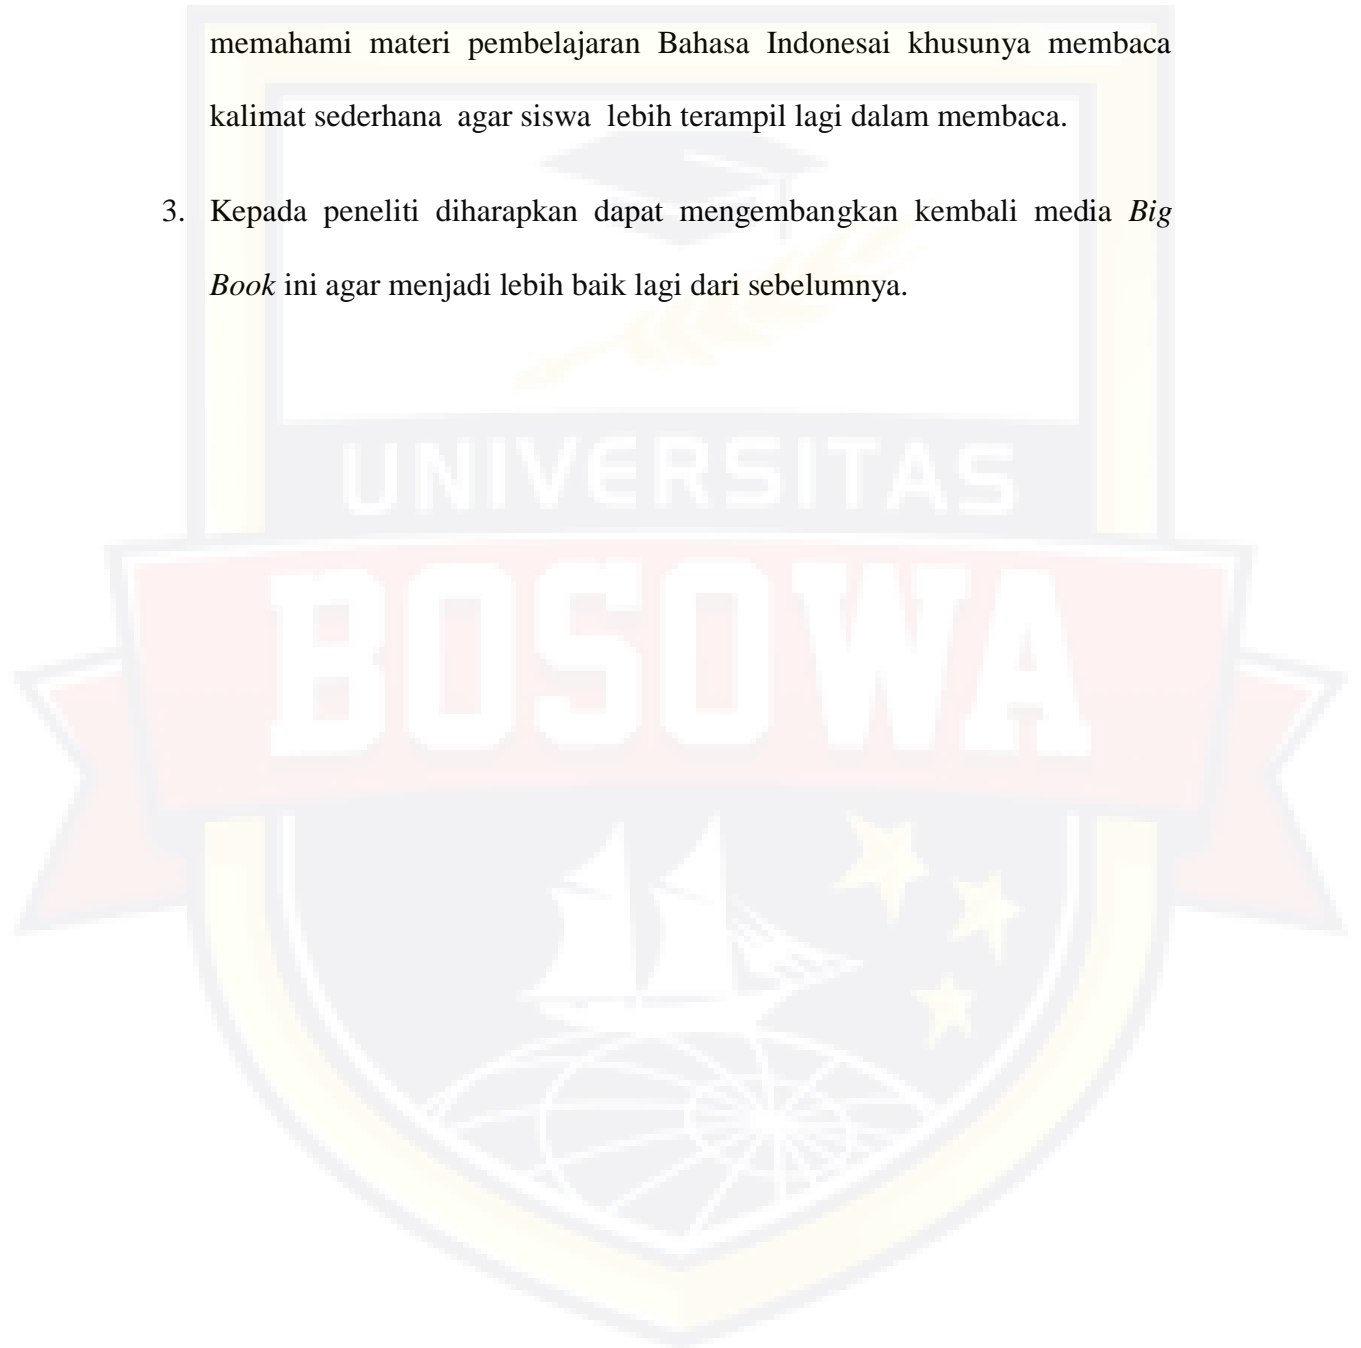 memahami materi pembelajaran Bahasa Indonesai khusunya membaca
kalimat sederhana agar siswa lebih terampil lagi dalam membaca.
3. Kepada peneliti diharapkan dapat mengembangkan kembali media Big
Book ini agar menjadi lebih baik lagi dari sebelumnya.
UNIVERSITAS
BOSOWA